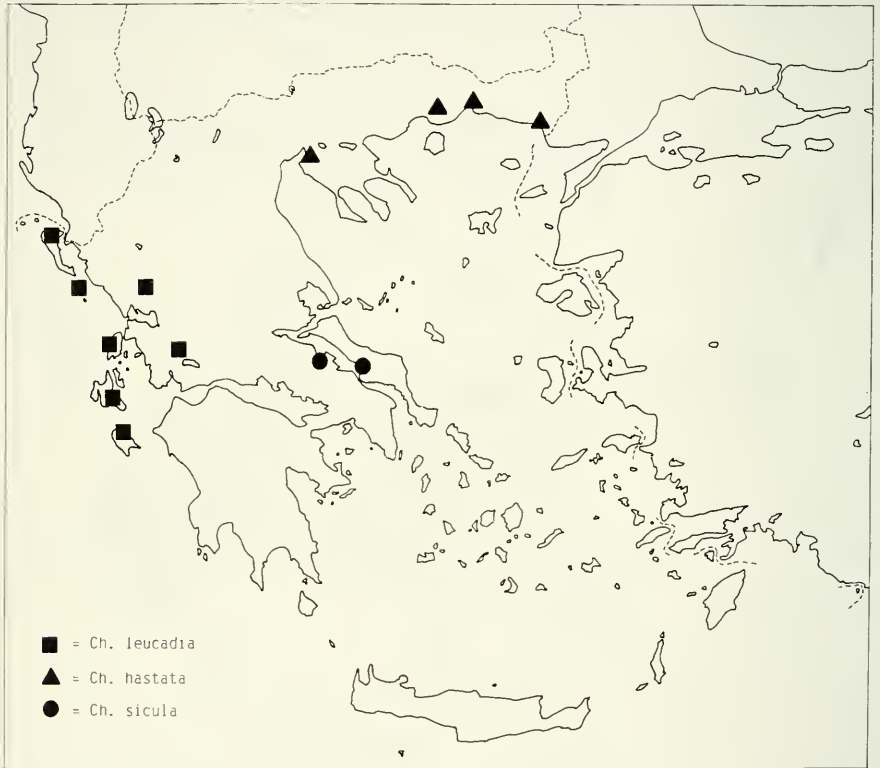 = Ch. leucadia
= Ch. hastata
= Ch. sicula